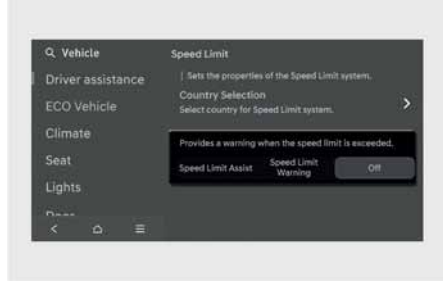 Vehicle
Speed Limit
Driver assistance
Sets the properties of the Speed Limit system.
Country Selection
ECO Vehicle
Select country for Speed Limit system.
Climate
Provides a warning when the speed limit is exceeded.
Seat
Speed Limit Assist
Speed Limit
Warning
Off
Lights